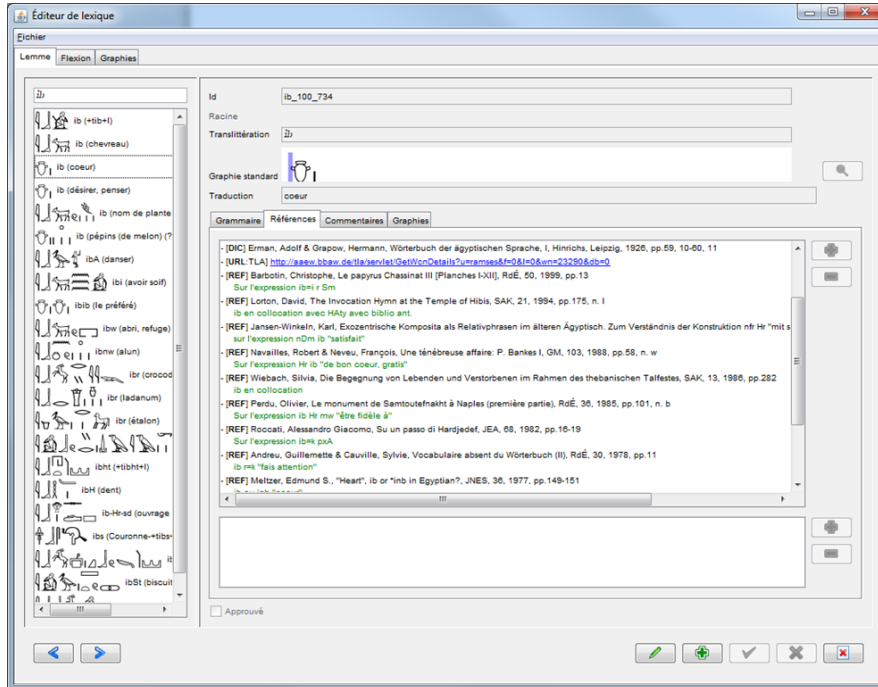 Éditeur de lexique
Fichier
Lemme Flexion Graphies
ib (+tib+l)
ib (chevreau)
ib (coeur)
ib (désirer, penser)
ib (nom de plante
ib (pépins (de melon) (?
ibA (danser)
ibi (avoir soif)
ibib (le préféré)
ibw (abri, refuge)
ibnw (alun)
ibr (crocod
ibr (ladanum)
ibr (étalon)
ibht (+tibht+l)
ibH (dent)
ib-Hr-sd (ouvrage
ibs (Couronne-+tibs+
ibSt (biscuit
Id ib_100_734
Racine
Translittération
Graphie standard
Traduction coeur
Grammaire Références Commentaires Graphies
- [DIC] Erman, Adolf & Grapow, Hermann, Wörterbuch der ägyptischen Sprache, I, Hinrichs, Leipzig, 1926, pp.59, 10-60, 11
- [URL:TLA] http://aaew.bbaw.de/tla/servlet/GetWcnDetails?u=ramses&f=0&l=0&wn=23290&db=0
- [REF] Barbotin, Christophe, Le papyrus Chassinat III [Planches I-XII], RdÉ, 50, 1999, pp.13
Sur l'expression ib=i r Sm
- [REF] Lorton, David, The Invocation Hymn at the Temple of Hibis, SAK, 21, 1994, pp.175, n. l
ib en collocation avec HAty avec biblio ant.
- [REF] Jansen-Winkeln, Karl, Exozentrische Komposita als Relativphrasen im älteren Ägyptisch. Zum Verständnis der Konstruktion nfr Hr "mit s
sur l'expression nDm ib "satisfait"
- [REF] Navailles, Robert & Neveu, François, Une ténébreuse affaire: P. Bankes I, GM, 103, 1988, pp.58, n. w
Sur l'expression Hr ib "de bon coeur, gratis"
- [REF] Wiebach, Silvia, Die Begegnung von Lebenden und Verstorbenen im Rahmen des thebanischen Talfestes, SAK, 13, 1986, pp.282
ib en collocation
- [REF] Perdu, Olivier, Le monument de Samtoutefnakht à Naples (première partie), RdÉ, 36, 1985, pp.101, n. b
Sur l'expression ib Hr mw "être fidèle à"
- [REF] Roccati, Alessandro Giacomo, Su un passo di Hardjedef, JEA, 68, 1982, pp.16-19
Sur l'expression ib=k pxA
- [REF] Andreu, Guillemette & Cauville, Sylvie, Vocabulaire absent du Wörterbuch (II), RdÉ, 30, 1978, pp.11
ib r=k "fais attention"
- [REF] Meltzer, Edmund S., "Heart", ib or *inb in Egyptian?, JNES, 36, 1977, pp.149-151
Approuvé